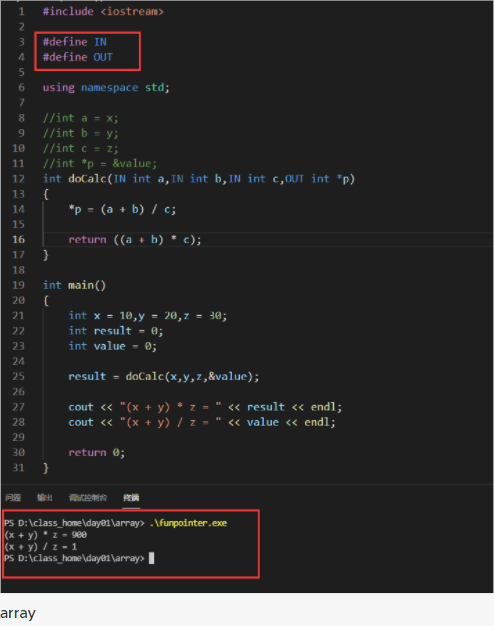 1 #include <iostream>
2
3 #define IN
4 #define OUT
5
6 using namespace std;
7
8 //int a = x;
9 //int b = y;
10 //int c = z;
11 //int *p = &value;
12 int doCalc(IN int a,IN int b,IN int c,OUT int *p)
13 {
14 *p = (a + b) / c;
15
16 return ((a + b) * c);
17 }
18
19 int main()
20 {
21 int x = 10,y = 20,z = 30;
22 int result = 0;
23 int value = 0;
24
25 result = doCalc(x,y,z,&value);
26
27 cout << "(x + y) * z = " << result << endl;
28 cout << "(x + y) / z = " << value << endl;
29
30 return 0;
31 }
问题 输出 调试控制台 终端
PS D:\class_home\day01\array> .\funpointer.exe
(x + y) * z = 900
(x + y) / z = 1
PS D:\class_home\day01\array>
array